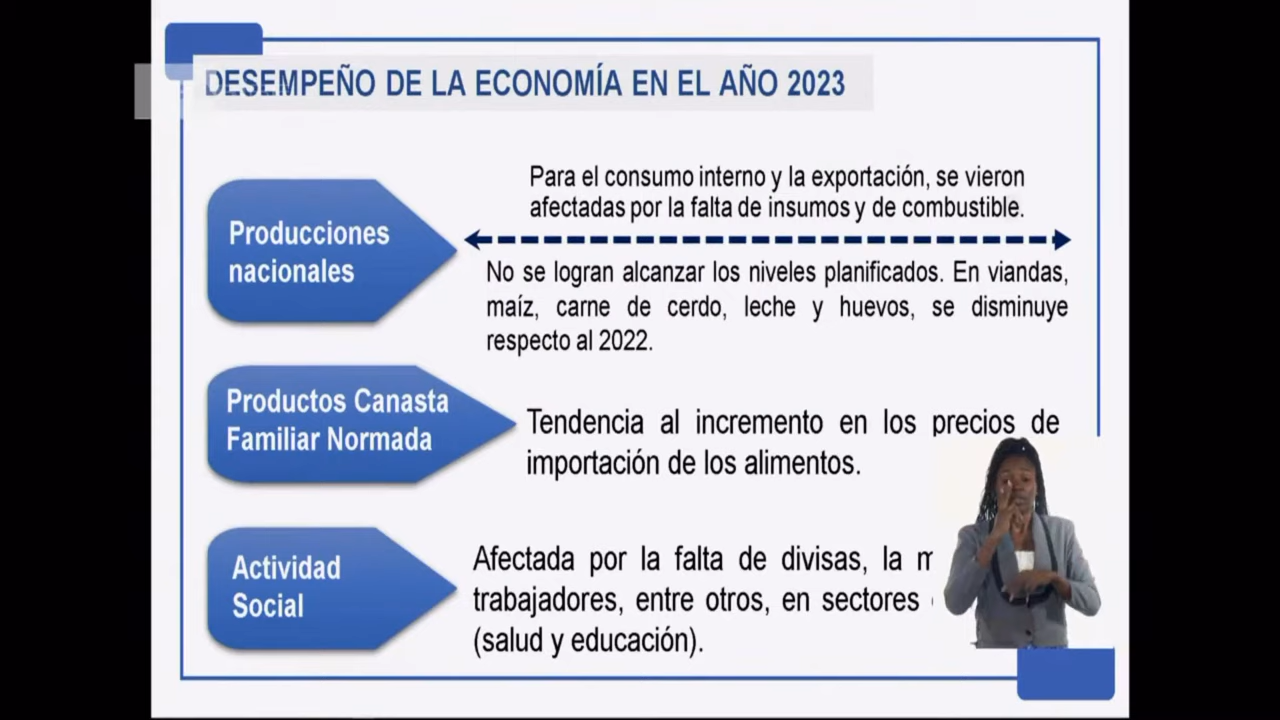 DESEMPEÑO DE LA ECONOMÍA EN EL AÑO 2023
Producciones
nacionales
Para el consumo interno y la exportación, se vieron
afectadas por la falta de insumos y de combustible.
No se logran alcanzar los niveles planificados. En viandas,
maíz, carne de cerdo, leche y huevos, se disminuye
respecto al 2022.
Productos Canasta
Familiar Normada
Tendencia al incremento en los precios de
importación de los alimentos.
Actividad
Social
Afectada por la falta de divisas, la
trabajadores, entre otros, en sectores
(salud y educación).